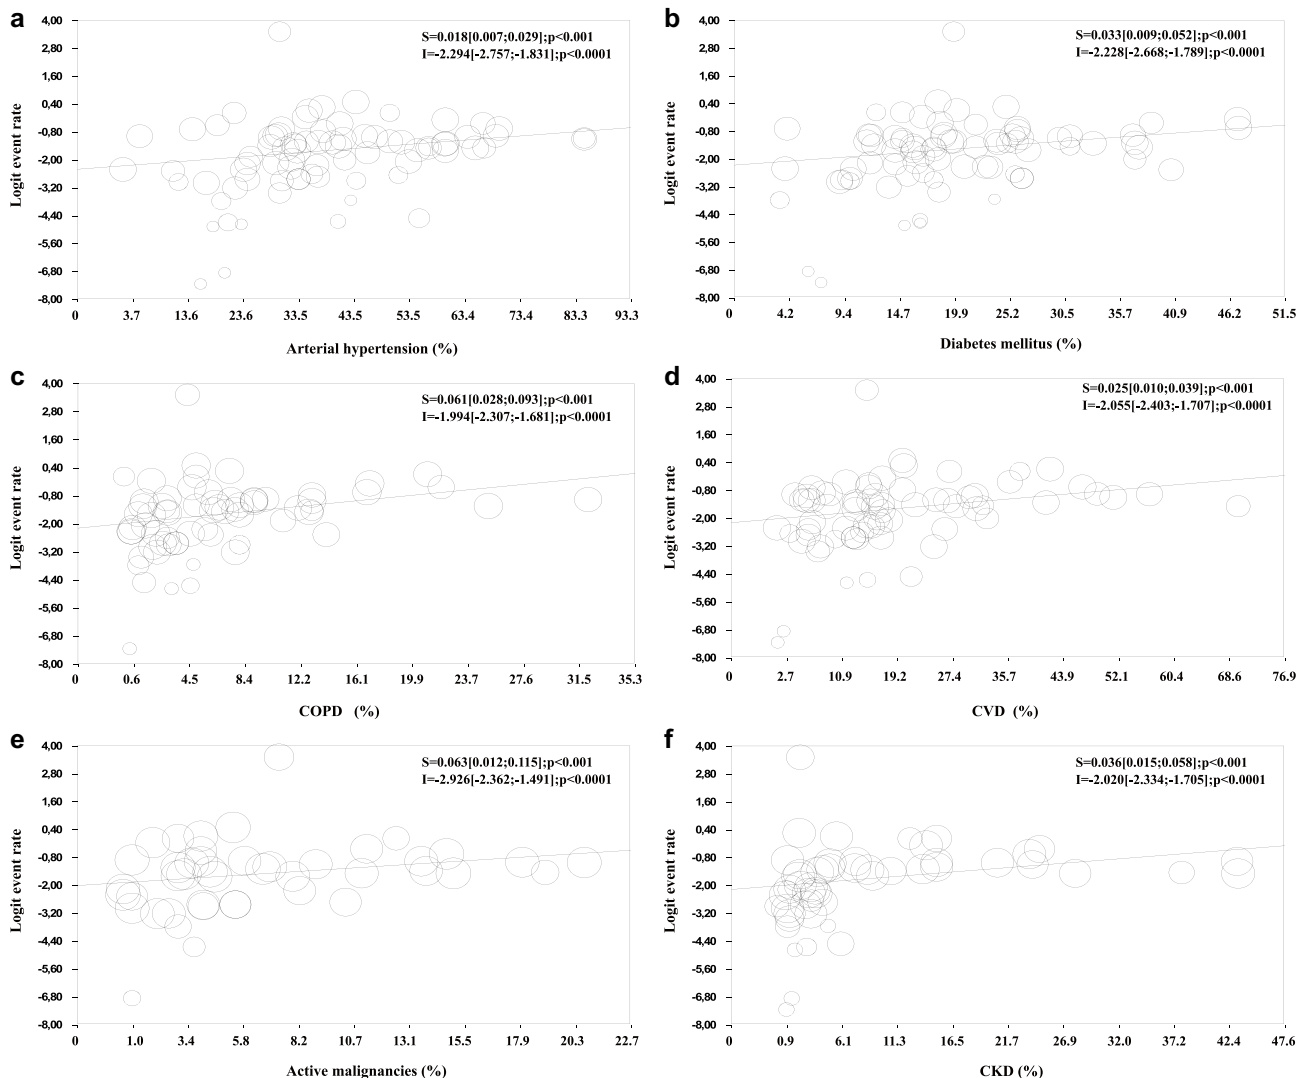 a
4,00
2,80
1,60
0,40
-0,80
-2,00
-3,20
-4,40
-5,60
-6,80
-8,00
Logit event rate
S=0.018[0.007;0.029];p<0.001
I=-2.294[-2.757;-1.831];p<0.0001
0 3.7 13.6 23.6 33.5 43.5 53.5 63.4 73.4 83.3 93.3
Arterial hypertension (%)
b
4,00
2,80
1,60
0,40
-0,80
-2,00
-3,20
-4,40
-5,60
-6,80
-8,00
Logit event rate
S=0.033[0.009;0.052];p<0.001
I=-2.228[-2.668;-1.789];p<0.0001
0 4.2 9.4 14.7 19.9 25.2 30.5 35.7 40.9 46.2 51.5
Diabetes mellitus (%)
c
4,00
2,80
1,60
0,40
-0,80
-2,00
-3,20
-4,40
-5,60
-6,80
-8,00
Logit event rate
S=0.061[0.028;0.093];p<0.001
I=-1.994[-2.307;-1.681];p<0.0001
0 0.6 4.5 8.4 12.2 16.1 19.9 23.7 27.6 31.5 35.3
COPD (%)
d
4,00
2,80
1,60
0,40
-0,80
-2,00
-3,20
-4,40
-5,60
-6,80
-8,00
Logit event rate
S=0.025[0.010;0.039];p<0.001
I=-2.055[-2.403;-1.707];p<0.0001
0 2.7 10.9 19.2 27.4 35.7 43.9 52.1 60.4 68.6 76.9
CVD (%)
e
4,00
2,80
1,60
0,40
-0,80
-2,00
-3,20
-4,40
-5,60
-6,80
-8,00
Logit event rate
S=0.063[0.012;0.115];p<0.001
I=-2.926[-2.362;-1.491];p<0.0001
0 1.0 3.4 5.8 8.2 10.7 13.1 15.5 17.9 20.3 22.7
Active malignancies (%)
f
4,00
2,80
1,60
0,40
-0,80
-2,00
-3,20
-4,40
-5,60
-6,80
-8,00
Logit event rate
S=0.036[0.015;0.058];p<0.001
I=-2.020[-2.334;-1.705];p<0.0001
0 0.9 6.1 11.3 16.5 21.7 26.9 32.0 37.2 42.4 47.6
CKD (%)